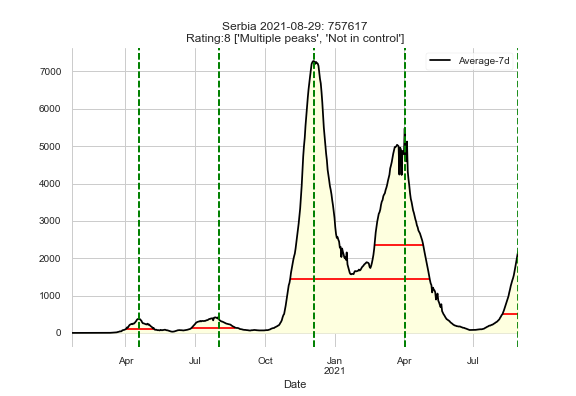 Serbia 2021-08-29: 757617
Rating:8 ['Multiple peaks', 'Not in control']
Average-7d
7000
6000
5000
4000
3000
2000
1000
0
Apr Jul Oct Jan Apr Jul
2021
Date